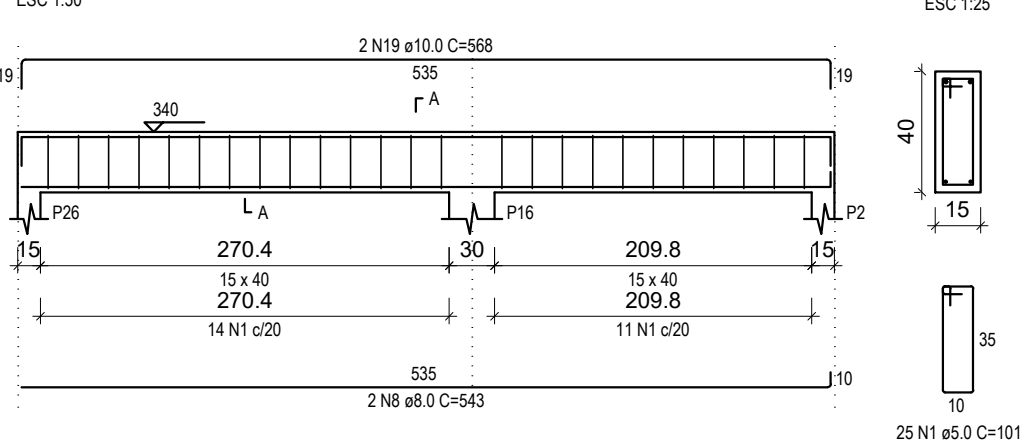 ESC 1:50
ESC 1:25
2 N19 ø10.0 C=568
19
535
19
A
340
40
A
P26
P16
P2
15
15
270.4
30
209.8
15
15 x 40
15 x 40
270.4
209.8
14 N1 c/20
11 N1 c/20
35
535
10
2 N8 ø8.0 C=543
10
25 N1 ø5.0 C=101